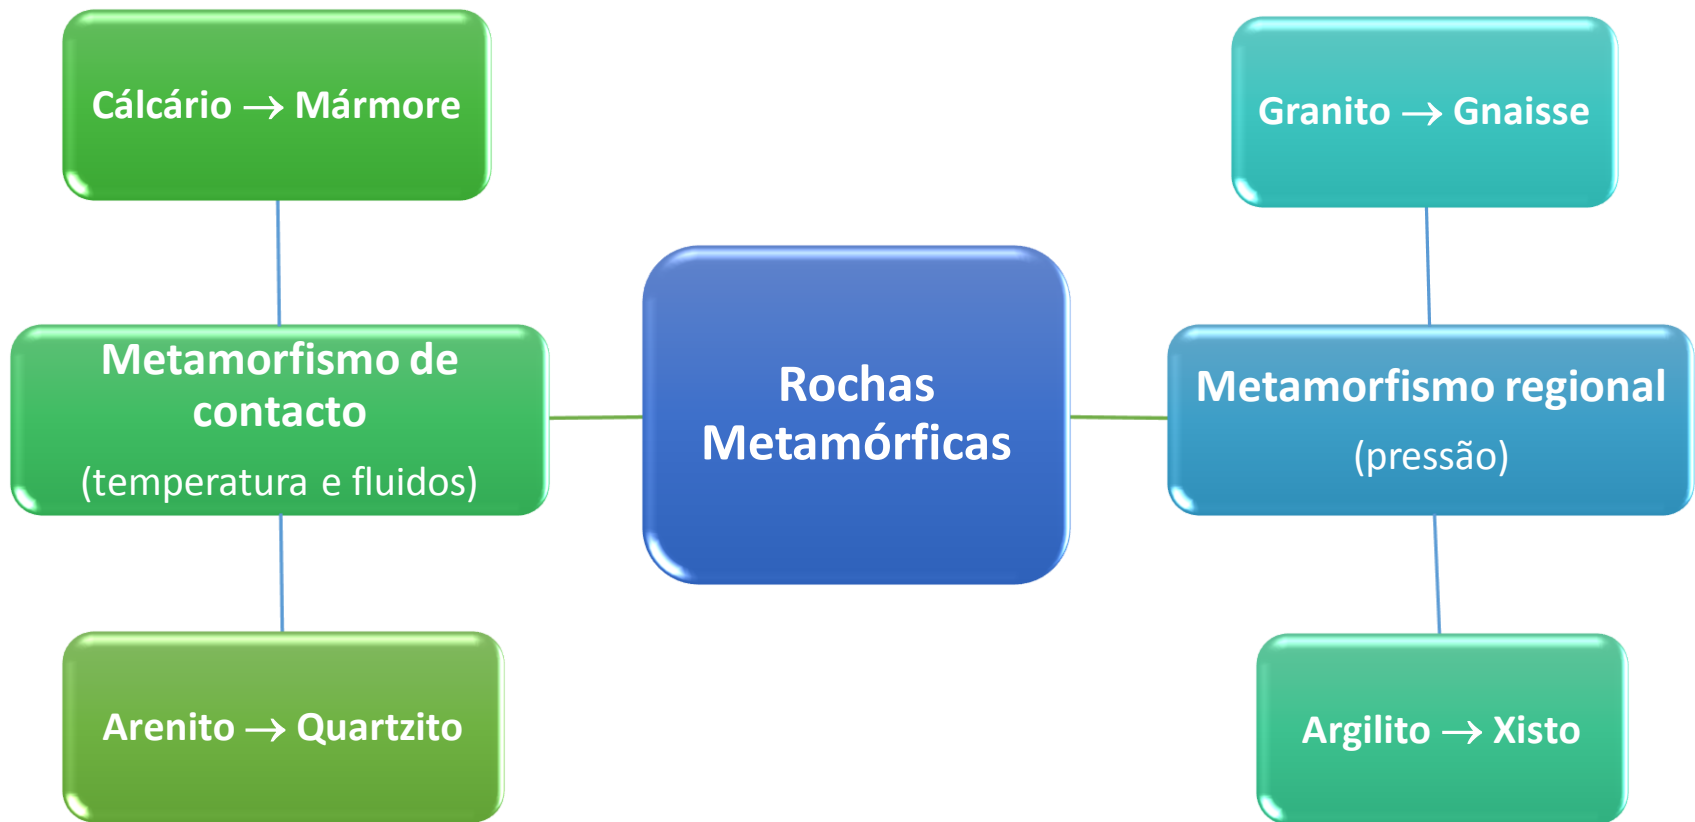 Cálcário → Mármore
Granito → Gnaisse
Metamorfismo de
contacto
(temperatura e fluidos)
Rochas
Metamórficas
Metamorfismo regional
(pressão)
Arenito → Quartzito
Argilito → Xisto